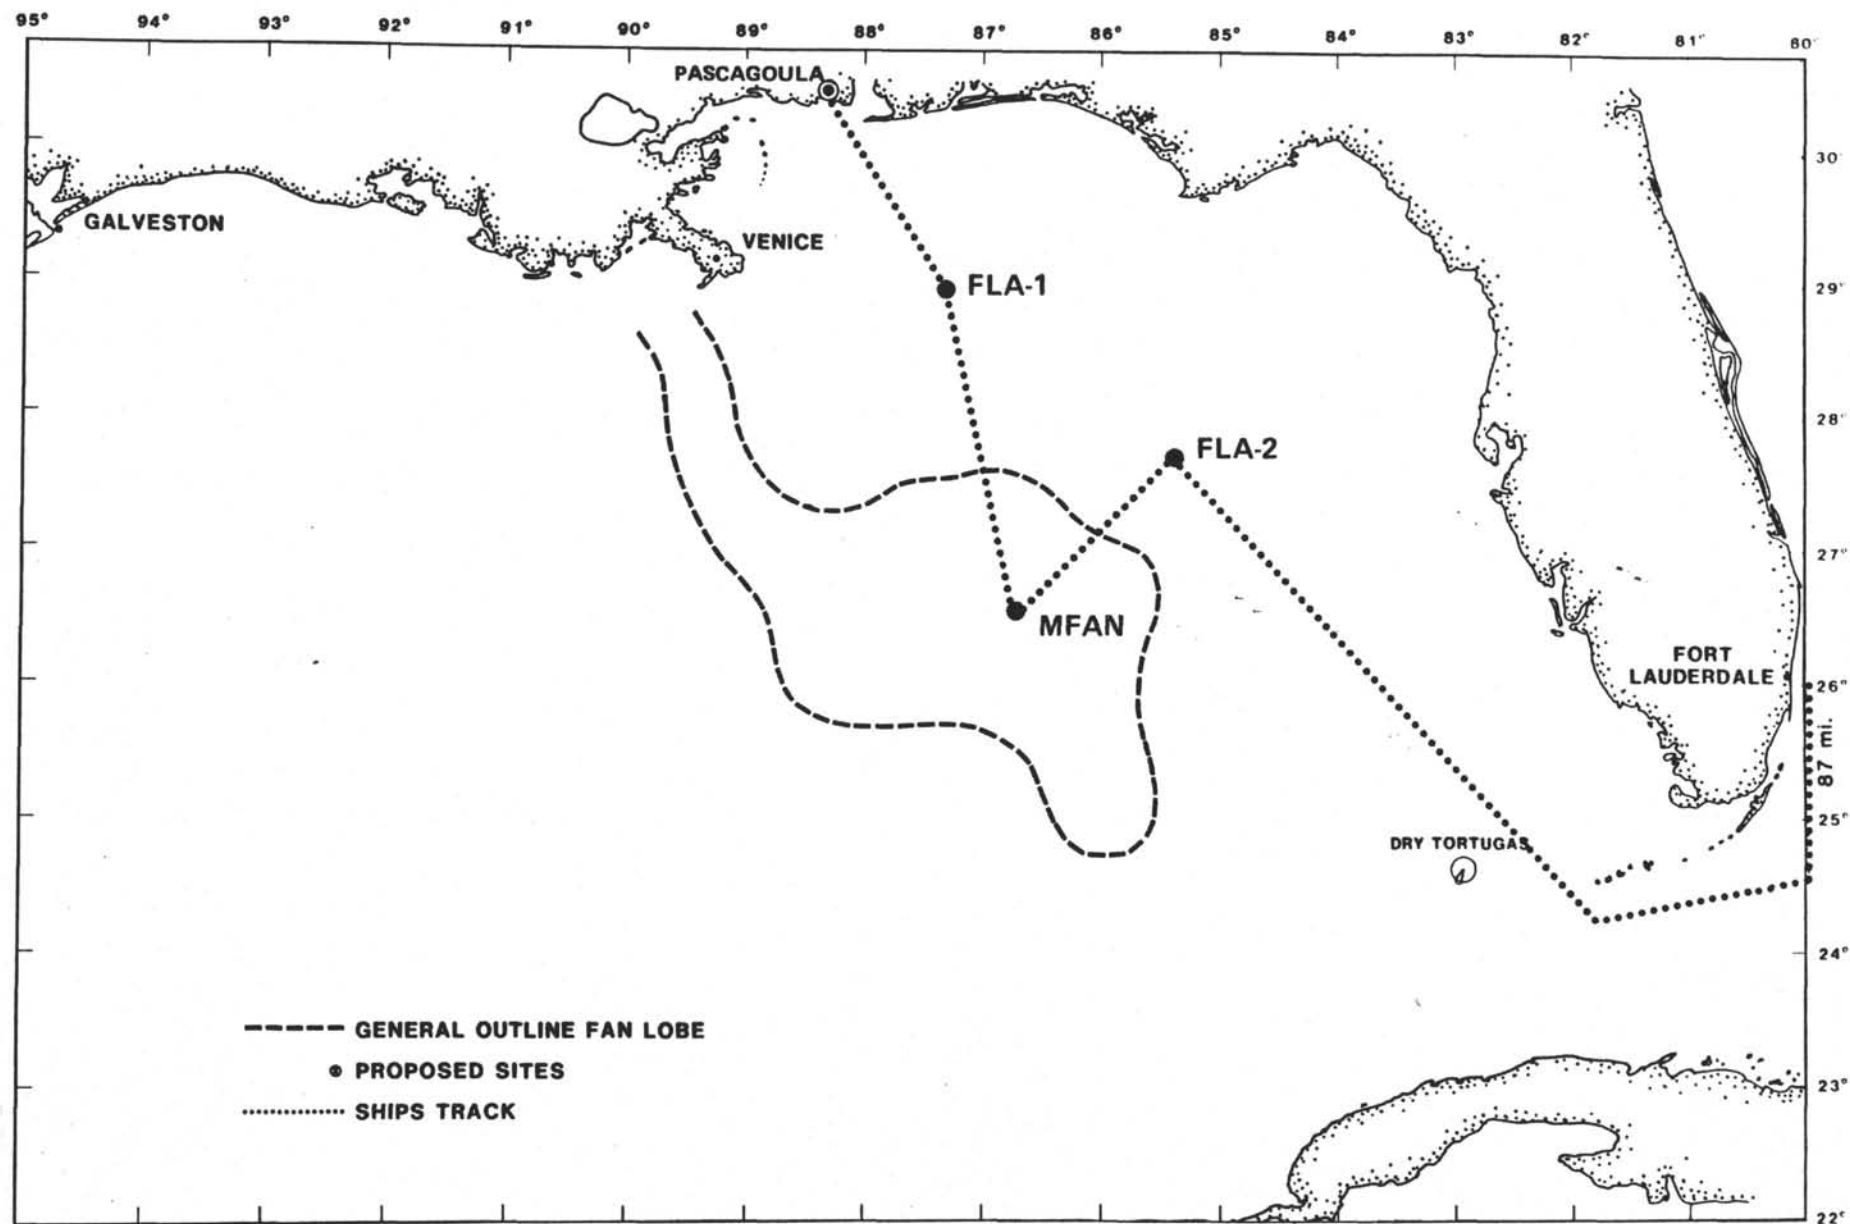 95° 94° 93° 92° 91° 90° 88° 87° 86° 85° 84° 83° 82° 81° 80°
PASCAGOULA
30°
GALVESTON
VENICE
FLA-1
29°
28°
FLA-2
27°
MFAN
FORT
LAUDERDALE
26°
87 mi.
25°
DRY TORTUGAS
24°
GENERAL OUTLINE FAN LOBE
PROPOSED SITES
23°
SHIPS TRACK
22°